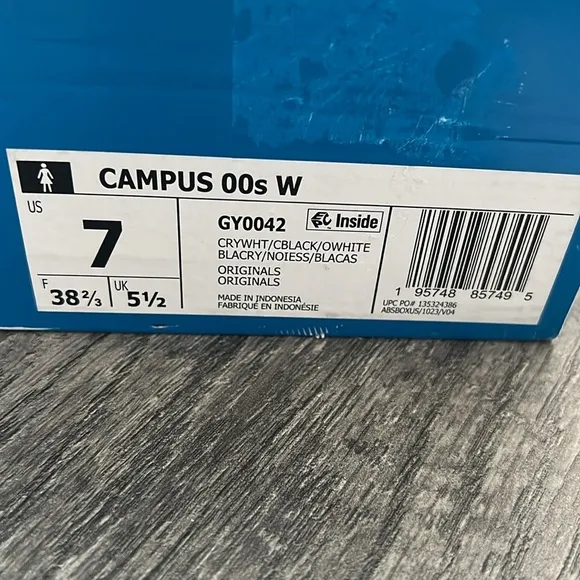 CAMPUS 00s W
US
7
F
38⅔
UK
5½
GY0042
Inside
CRYWHT/CBLACK/OWHITE
BLACRY/NOIESS/BLACAS
ORIGINALS
ORIGINALS
MADE IN INDONESIA
FABRIQUÉ EN INDONÉSIE
1 95748 85749 5
UPC PO# 135324386
ABSBOXUS/1023/V04